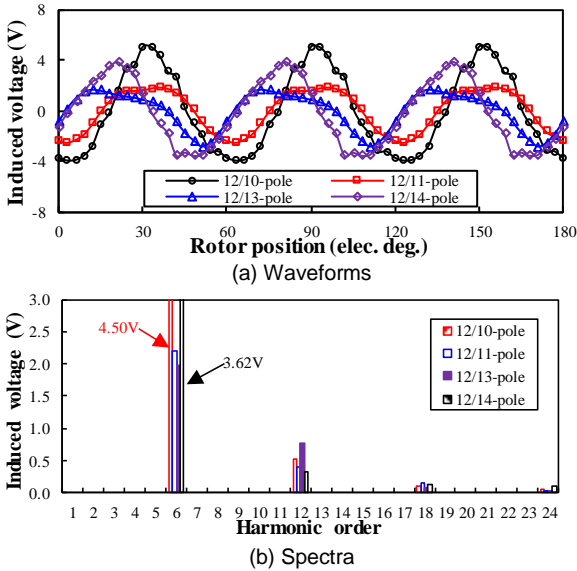 Induced voltage (V)
8
4
0
-4
-8
12/10-pole
12/11-pole
12/13-pole
12/14-pole
0
30
60
90
120
150
180
Rotor position (elec. deg.)
(a) Waveforms
Induced voltage (V)
3.0
2.5
2.0
1.5
1.0
0.5
0.0
4.50V
3.62V
12/10-pole
12/11-pole
12/13-pole
12/14-pole
1 2 3 4 5 6 7 8 9 10 11 12 13 14 15 16 17 18 19 20 21 22 23 24
Harmonic order
(b) Spectra